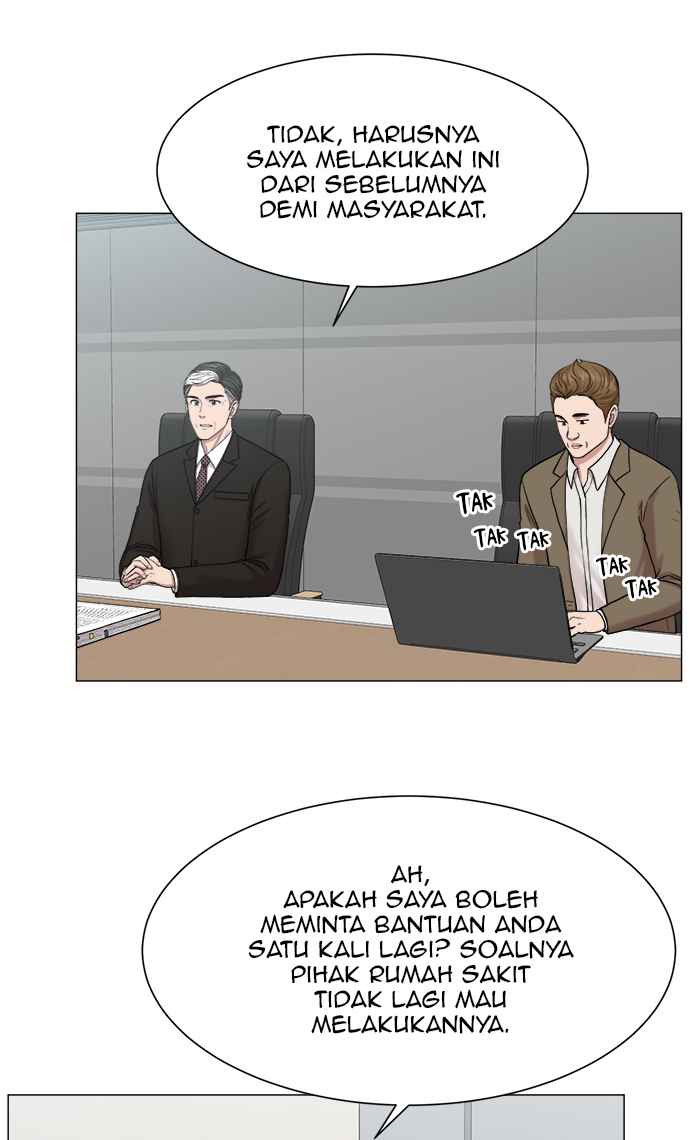 TIDAK, HARUSNYA
SAYA MELAKUKAN INI
DARI SEBELUMNYA
DEMI MASYARAKAT.
TAK
TAK
TAK
TAK
TAK
AH,
APAKAH SAYA BOLEH
MEMINTA BANTUAN ANDA
SATU KALI LAGI? SOALNYA
PIHAK RUMAH SAKIT
TIDAK LAGI MAU
MELAKUKANNYA.